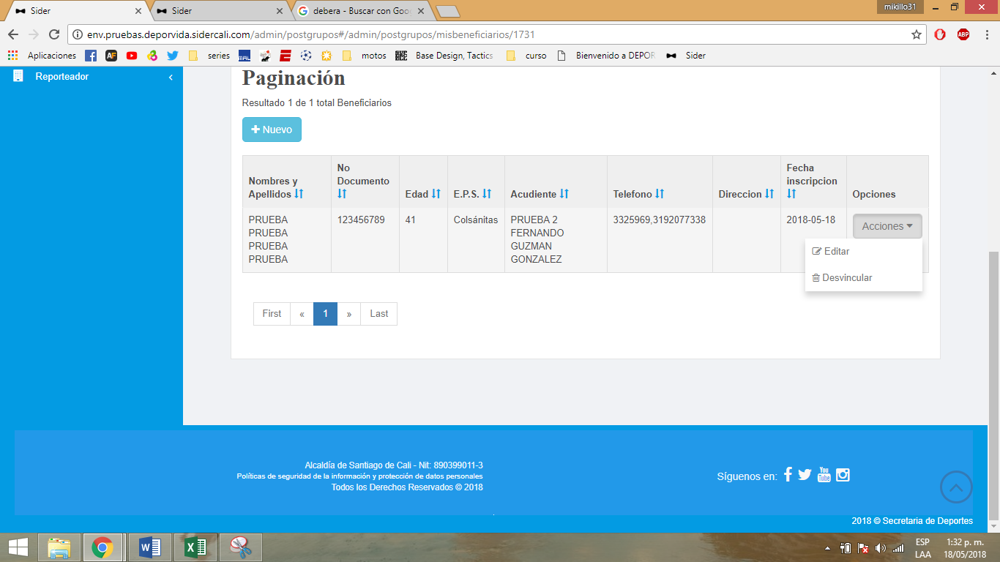 mikillo31
Sider
Sider
debera - Buscar con Goo
env.pruebas.deporvida.sidercali.com/admin/postgrupos#/admin/postgrupos/misbeneficiarios/1731
Aplicaciones series motos Base Design, Tactics curso Bienvenido a DEPOR Sider
Reporteador
Paginación
Resultado 1 de 1 total Beneficiarios
Nuevo
Nombres y Apellidos
No Documento
Edad
E.P.S.
Acudiente
Telefono
Direccion
Fecha inscripcion
Opciones
PRUEBA
PRUEBA
PRUEBA
PRUEBA
123456789
41
Colsánitas
PRUEBA 2
FERNANDO
GUZMAN
GONZALEZ
3325969,3192077338
2018-05-18
Acciones
Editar
Desvincular
First « 1 » Last
Alcaldía de Santiago de Cali - Nit: 890399011-3
Políticas de seguridad de la información y protección de datos personales
Todos los Derechos Reservados © 2018
Síguenos en:
2018 © Secretaria de Deportes
ESP
LAA
1:32 p. m.
18/05/2018